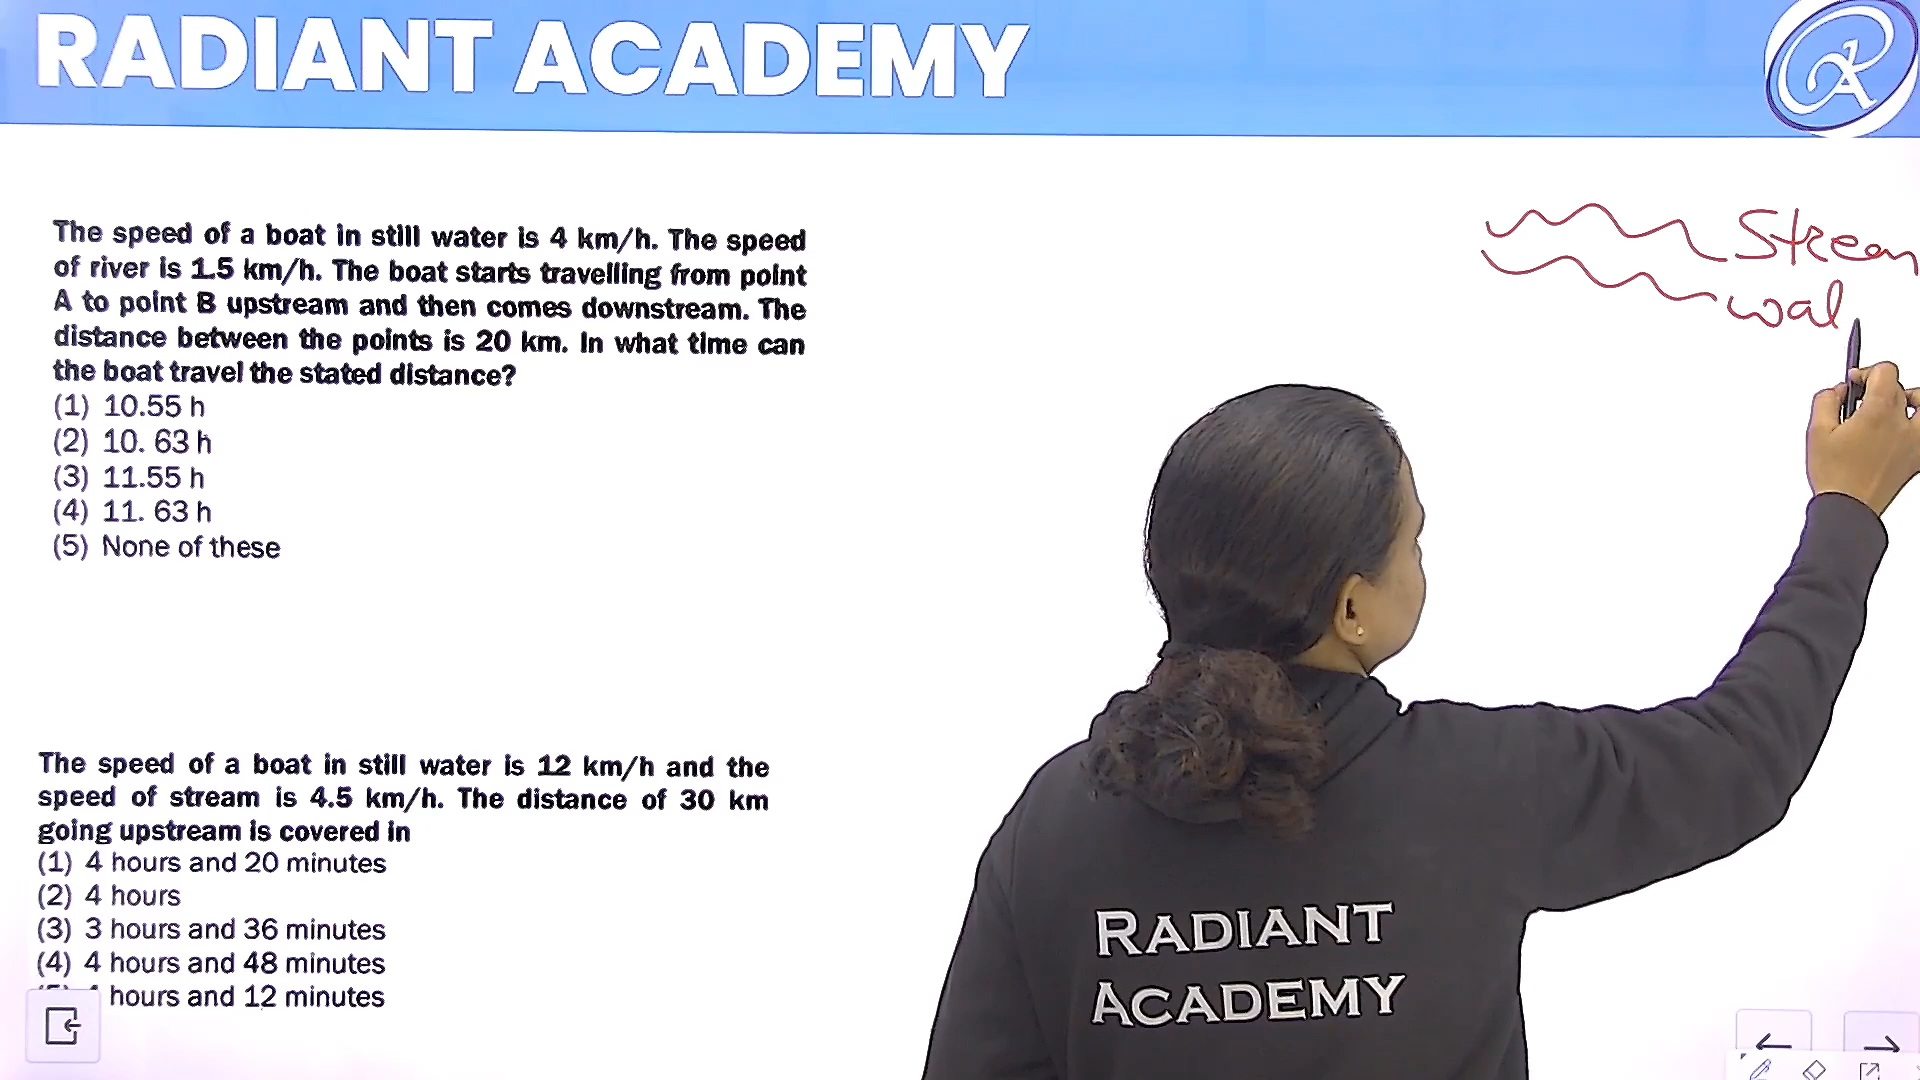 RADIANT ACADEMY
The speed of a boat in still water is 4 km/h. The speed
of river is 1.5 km/h. The boat starts travelling from point
A to point B upstream and then comes downstream. The
distance between the points is 20 km. In what time can
the boat travel the stated distance?
(1) 10.55 h
(2) 10. 63 h
(3) 11.55 h
(4) 11. 63 h
(5) None of these
Stream
wat
The speed of a boat in still water is 12 km/h and the
speed of stream is 4.5 km/h. The distance of 30 km
going upstream is covered in
(1) 4 hours and 20 minutes
(2) 4 hours
(3) 3 hours and 36 minutes
(4) 4 hours and 48 minutes
hours and 12 minutes
RADIANT
ACADEMY